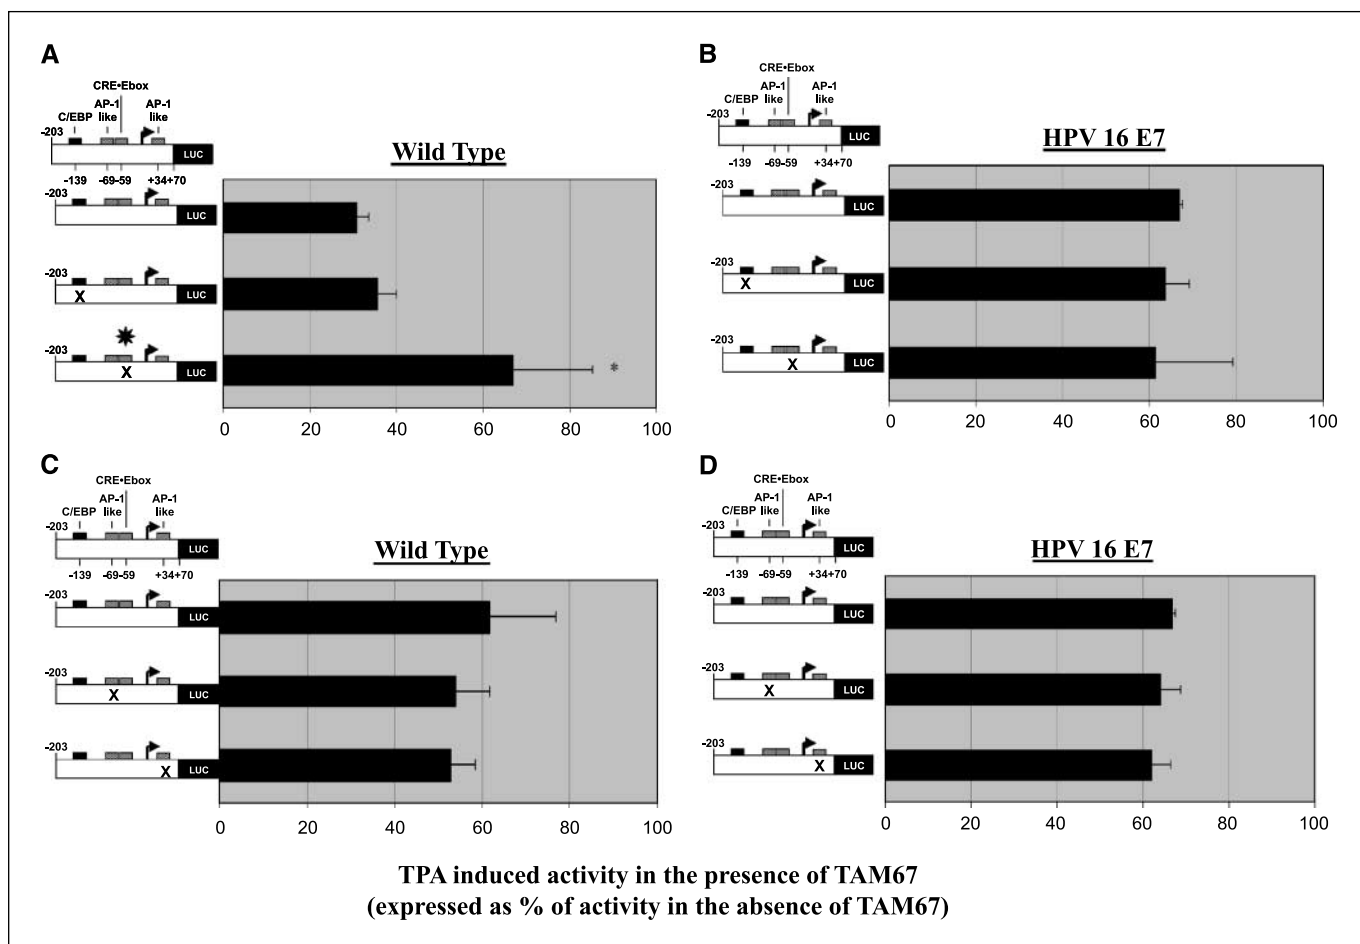 A
CRE•Ebox
AP-1 AP-1
C/EBP like like
-203
LUC
-139 -69-59 +34+70
Wild Type
-203
LUC
-203
X
LUC
-203
X
LUC
*
0 20 40 60 80 100
B
CRE•Ebox
AP-1 AP-1
C/EBP like like
-203
LUC
-139 -69-59 +34+70
HPV 16 E7
-203
LUC
-203
X
LUC
-203
X
LUC
0 20 40 60 80 100
C
CRE•Ebox
AP-1 AP-1
C/EBP like like
-203
LUC
-139 -69-59 +34+70
Wild Type
-203
LUC
-203
X
LUC
-203
X
LUC
0 20 40 60 80 100
D
CRE•Ebox
AP-1 AP-1
C/EBP like like
-203
LUC
-139 -69-59 +34+70
HPV 16 E7
-203
LUC
-203
X
LUC
-203
X
LUC
0 20 40 60 80 100
TPA induced activity in the presence of TAM67
(expressed as % of activity in the absence of TAM67)